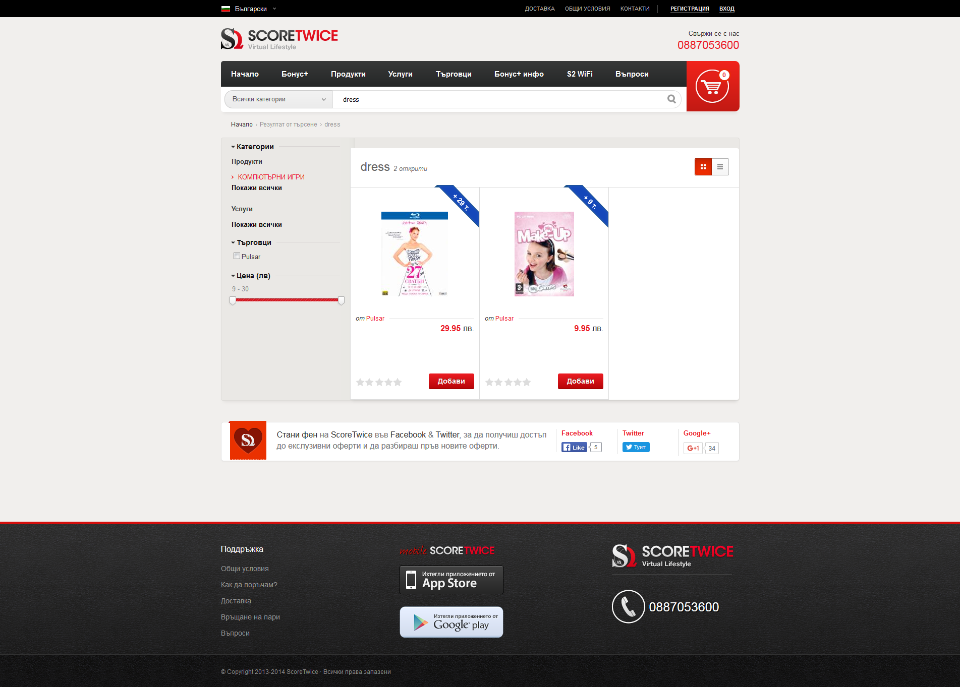 Български
ДОСТАВКА ОБЩИ УСЛОВИЯ КОНТАКТИ РЕГИСТРАЦИЯ ВХОД
SCORETWICE
Virtual Lifestyle
Свържи се с нас
0887053600
Начало Бонус+ Продукти Услуги Търговци Бонус+ инфо S2 WiFi Въпроси
0
Всички категории dress
Начало › Резултат от търсене › dress
Категории
Продукти
КОМПЮТЪРНИ ИГРИ
Покажи всички
Услуги
Покажи всички
Търговци
Pulsar
Цена (лв)
9 - 30
dress 2 открити
+ 29 т.
+ 9 т.
27
Make Up
от Pulsar
29.95 лв
Добави
от Pulsar
9.95 лв
Добави
Стани фен на ScoreTwice във Facebook & Twitter, за да получиш достъп
до ексклузивни оферти и да разбираш пръв новите оферти.
Facebook
Like 5
Twitter
Туит
Google+
G+1 34
Поддръжка
Общи условия
Как да поръчам?
Доставка
Връщане на пари
Въпроси
SCORETWICE
Изтегли приложението от
App Store
Изтегли приложението от
Google play
SCORETWICE
Virtual Lifestyle
0887053600
© Copyright 2013-2014 ScoreTwice - Всички права запазени